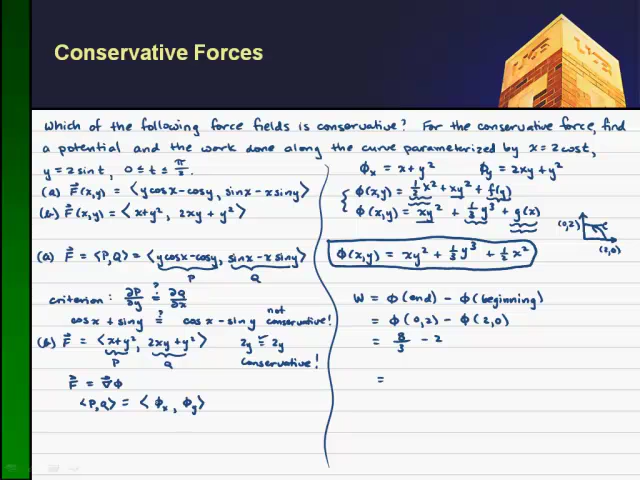 Conservative Forces
Which of the following force fields is conservative? For the conservative force, find
a potential and the work done along the curve parameterized by x = 2cost,
y = 2sint, 0 ≤ t ≤ π/2.
(a) F⃗(x,y) = ⟨ycosx - cosy, sinx - xsiny⟩
(b) F⃗(x,y) = ⟨x+y², 2xy + y²⟩
(a) F⃗ = ⟨P,Q⟩ = ⟨ycosx - cosy, sinx - xsiny⟩
P Q
criterion: ∂P/∂y ≟ ∂Q/∂x
cosx + siny ≟ cosx - siny not conservative!
(b) F⃗ = ⟨x+y², 2xy+y²⟩ 2y ≟ 2y
P Q conservative!
F⃗ = ∇⃗φ
⟨P,Q⟩ = ⟨φx, φy⟩
φx = x+y² φy = 2xy + y²
φ(x,y) = ½x² + xy² + f(y)
φ(x,y) = xy² + ⅓y³ + g(x)
(0,2) C
(2,0)
φ(x,y) = xy² + ⅓y³ + ½x²
W = φ(end) - φ(beginning)
= φ(0,2) - φ(2,0)
= 8/3 - 2
=